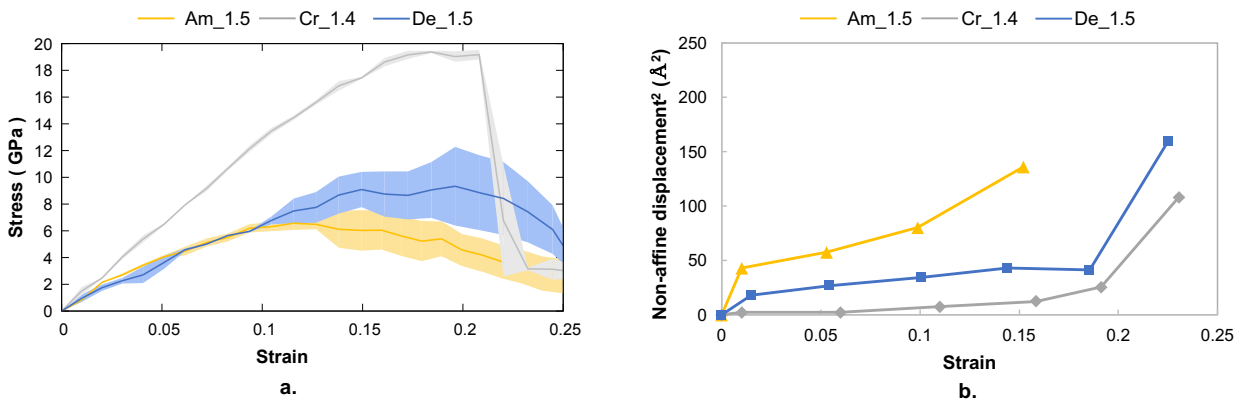 Am_1.5 Cr_1.4 De_1.5
20
18
16
14
12
10
8
6
4
2
0
Stress ( GPa )
0 0.05 0.1 0.15 0.2 0.25
Strain
a.
Am_1.5 Cr_1.4 De_1.5
250
200
150
100
50
0
Non-affine displacement² (Å²)
0 0.05 0.1 0.15 0.2 0.25
Strain
b.